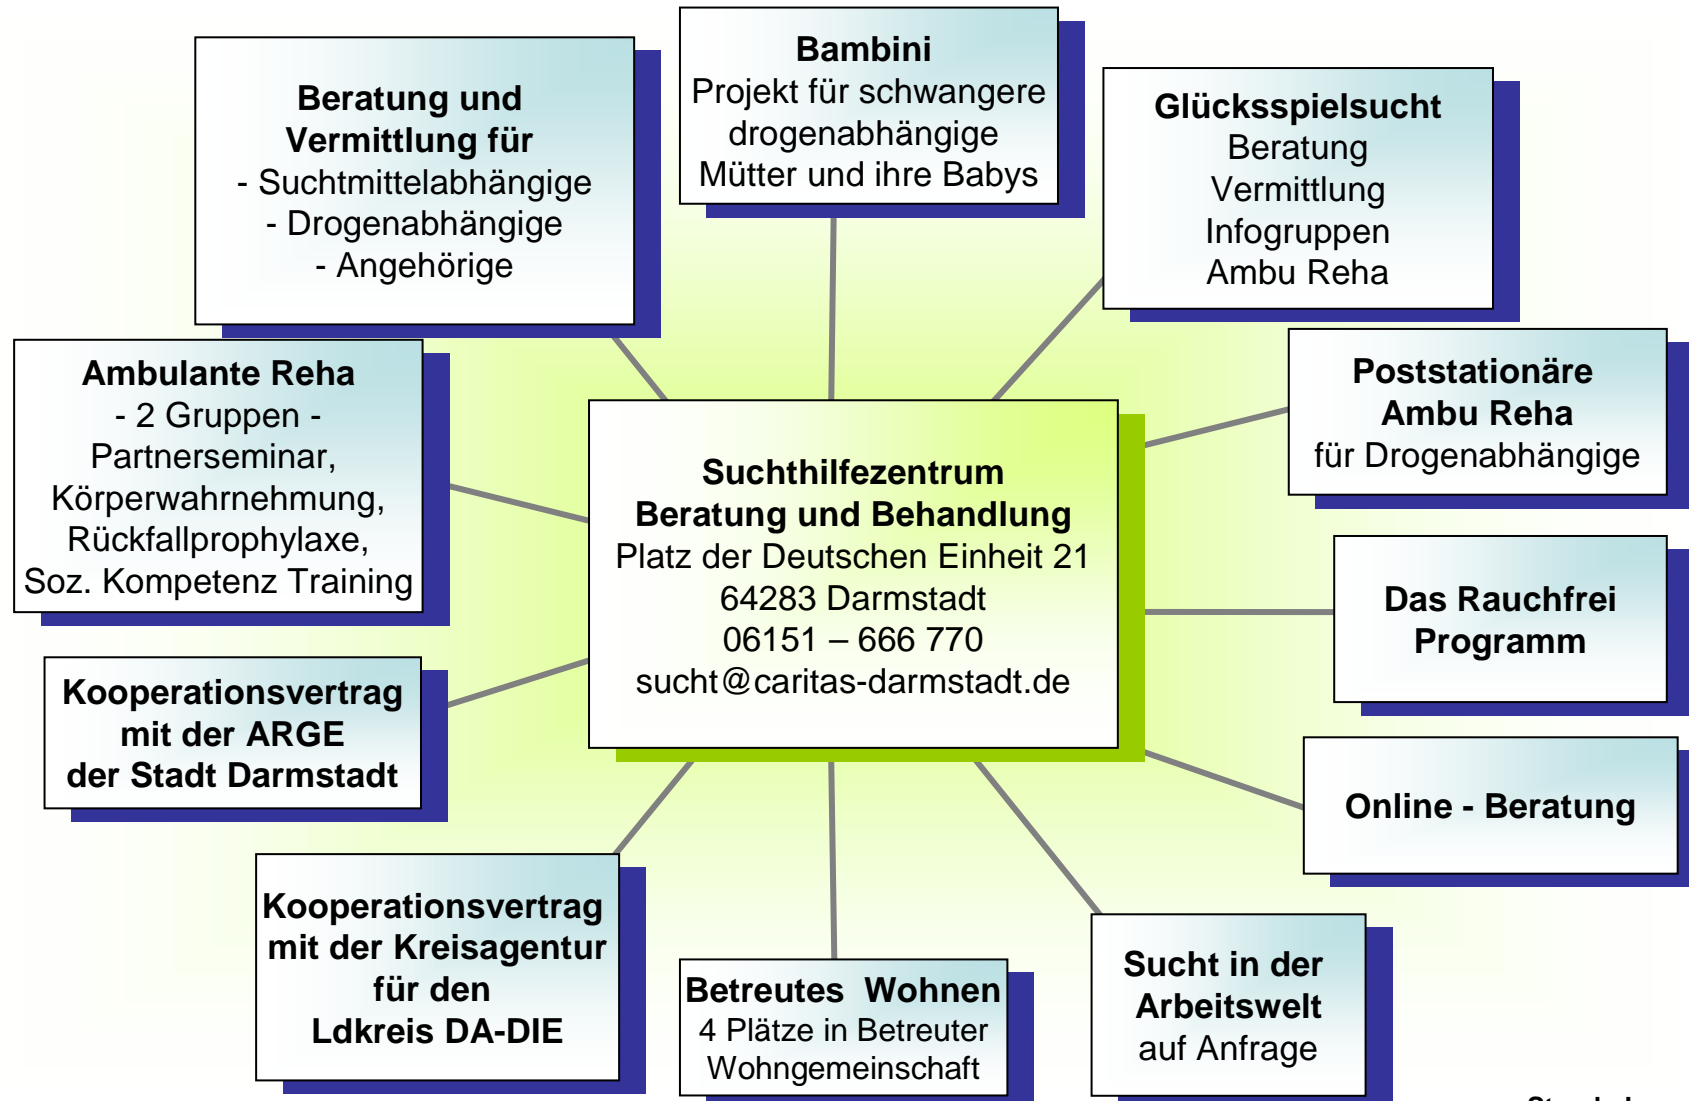 Beratung und
Vermittlung für
- Suchtmittelabhängige
- Drogenabhängige
- Angehörige
Bambini
Projekt für schwangere
drogenabhängige
Mütter und ihre Babys
Glücksspielsucht
Beratung
Vermittlung
Infogruppen
Ambu Reha
Ambulante Reha
- 2 Gruppen -
Partnerseminar,
Körperwahrnehmung,
Rückfallprophylaxe,
Soz. Kompetenz Training
Suchthilfezentrum
Beratung und Behandlung
Platz der Deutschen Einheit 21
64283 Darmstadt
06151 – 666 770
sucht@caritas-darmstadt.de
Poststationäre
Ambu Reha
für Drogenabhängige
Das Rauchfrei
Programm
Kooperationsvertrag
mit der ARGE
der Stadt Darmstadt
Online - Beratung
Kooperationsvertrag
mit der Kreisagentur
für den
Ldkreis DA-DIE
Betreutes Wohnen
4 Plätze in Betreuter
Wohngemeinschaft
Sucht in der
Arbeitswelt
auf Anfrage